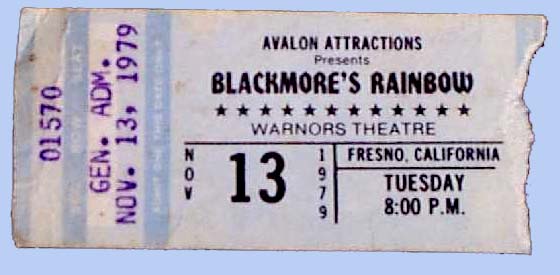 01570
GEN. ADM.
NOV. 13, 1979
AVALON ATTRACTIONS
Presents
BLACKMORE'S RAINBOW
★ ★ ★ ★ ★ ★ ★ ★ ★ ★ ★ ★ ★
WARNORS THEATRE
NOV 13 1979
FRESNO, CALIFORNIA
TUESDAY
8:00 P.M.